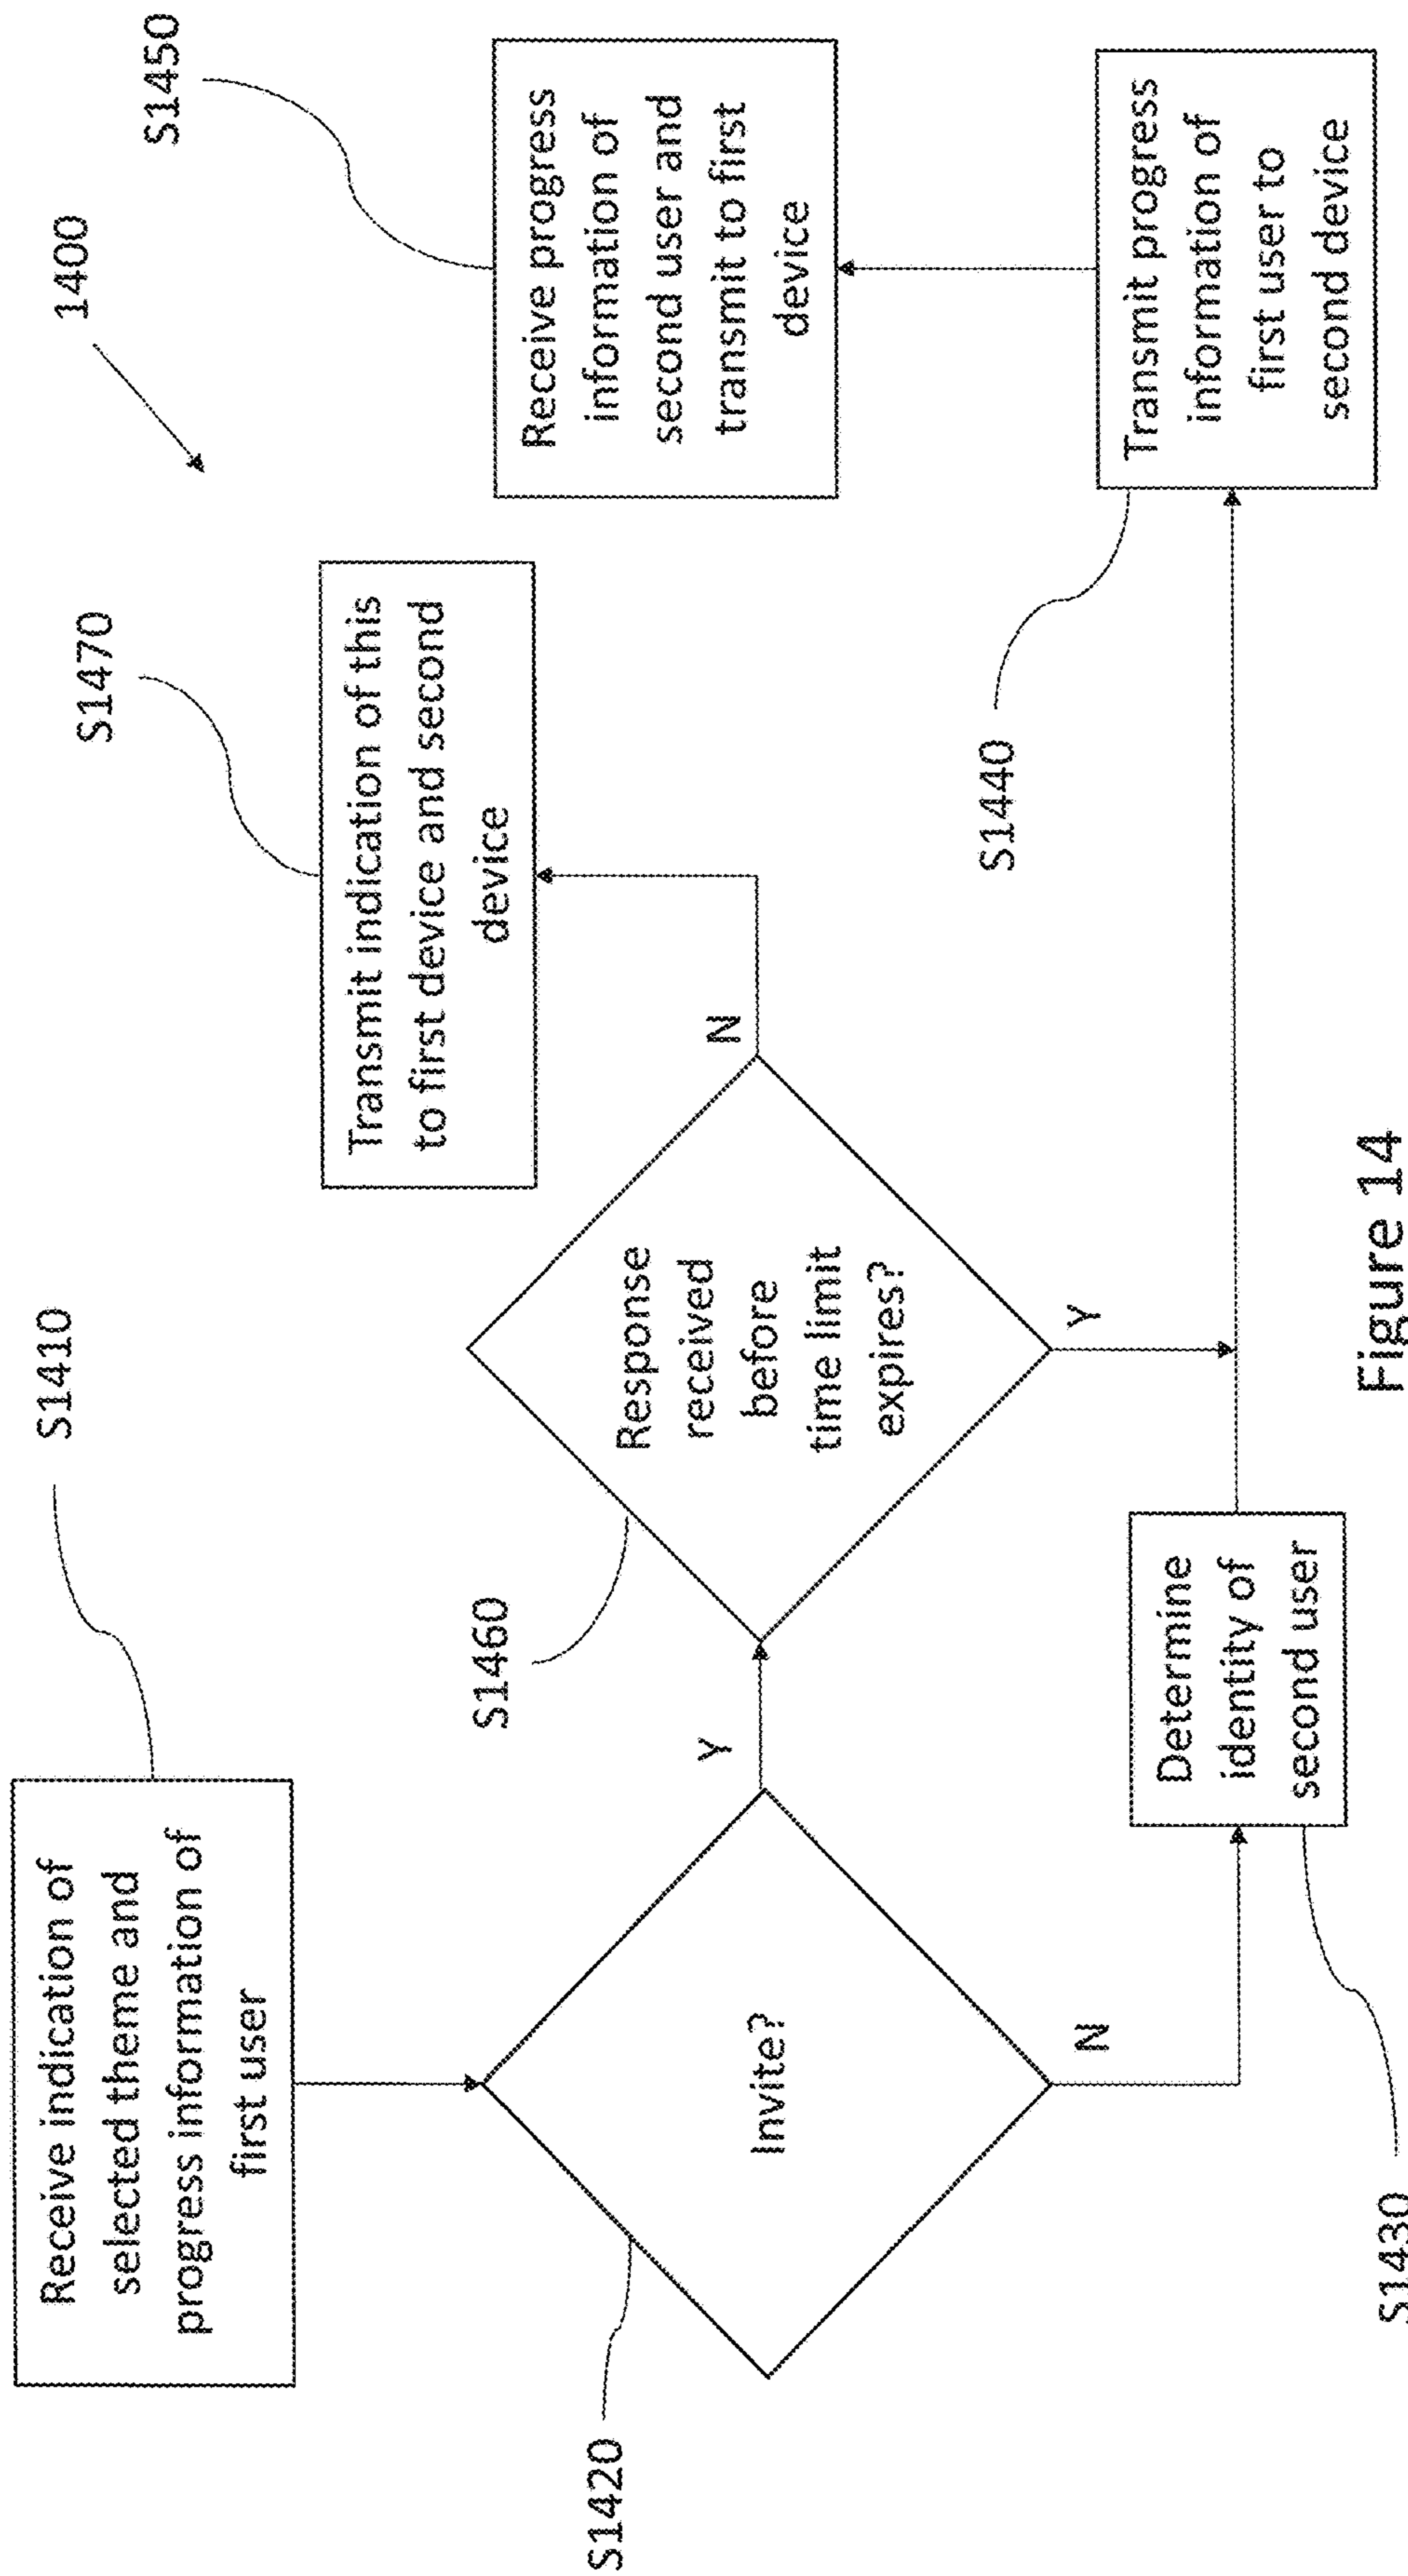 1400
S1410
Receive indication of
selected theme and
progress information of
first user
S1420
Invite?
Y
N
S1460
Response
received
before
time limit
expires?
N
Y
S1470
Transmit indication of this
to first device and second
device
S1430
Determine
identity of
second user
S1440
Transmit progress
information of
first user to
second device
S1450
Receive progress
information of
second user and
transmit to first
device
Figure 14